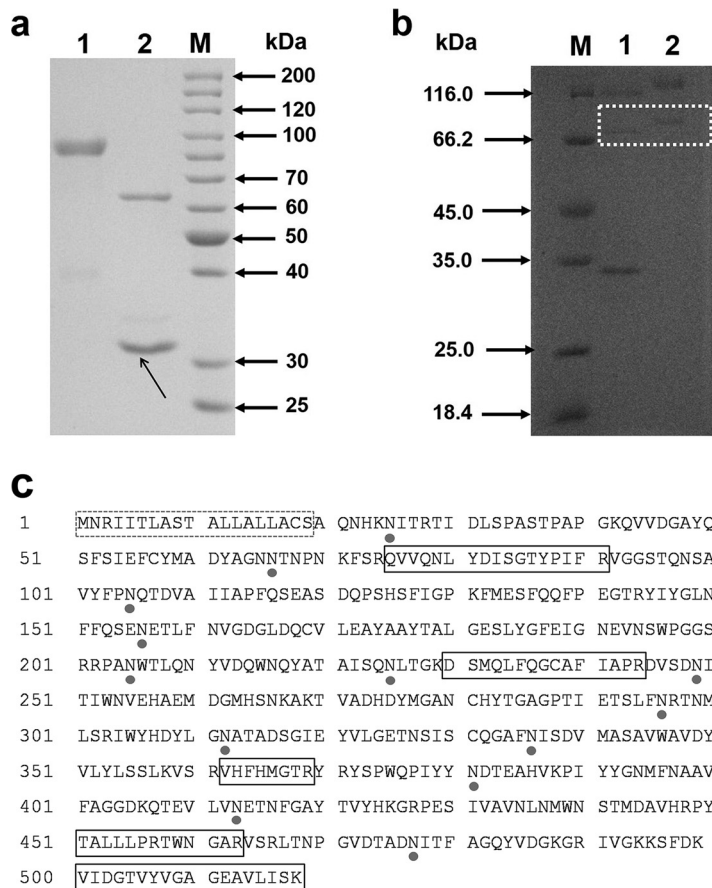 a
b
1 2 M kDa
kDa M 1 2
200
120
100
70
60
50
40
30
25
116.0
66.2
45.0
35.0
25.0
18.4
c
1 MNRIITLAST ALLALLACSA QNHKNITRTI DLSPASTPAP GKQVVDGAYQ
51 SFSIEFCYMA DYAGNNTNPN KFSRQVVQNL YDISGTYPIF RVGGSTQNSA
101 VYFPNQTDVA IIAPFQSEAS DQPSHSFIGP KFMESFQQFP EGTRYIYGLN
151 FFQSENETLF NVGDGLDQCV LEAYAAYTAL GESLYGFEIG NEVNSWPGGS
201 RRPANWTLQN YVDQWNQYAT AISQNLTGKD SMQLFQGCAF IAPRDVSDNI
251 TIWNVEHAEM DGMHSNKAKT VADHDYMGAN CHYTGAGPTI ETSLFNRTNM
301 LSRIWYHDYL GNATADSGIE YVLGETNSIS CQGAFNISDV MASAVWAVDY
351 VLYLSSLKVS RVHFHMGTRY RYSPWQPIYY NDTEAHVKPI YYGNMFNAAV
401 FAGGDKQTEV LVNETNFGAY TVYHKGRPES IVAVNLNMWN STMDAVHRPY
451 TALLLPRTWN GARVSRLTNP GVDTADNITF AGQYVDGKGR IVGKKSFDK
500 VIDGTVYVGA GEAVLISK